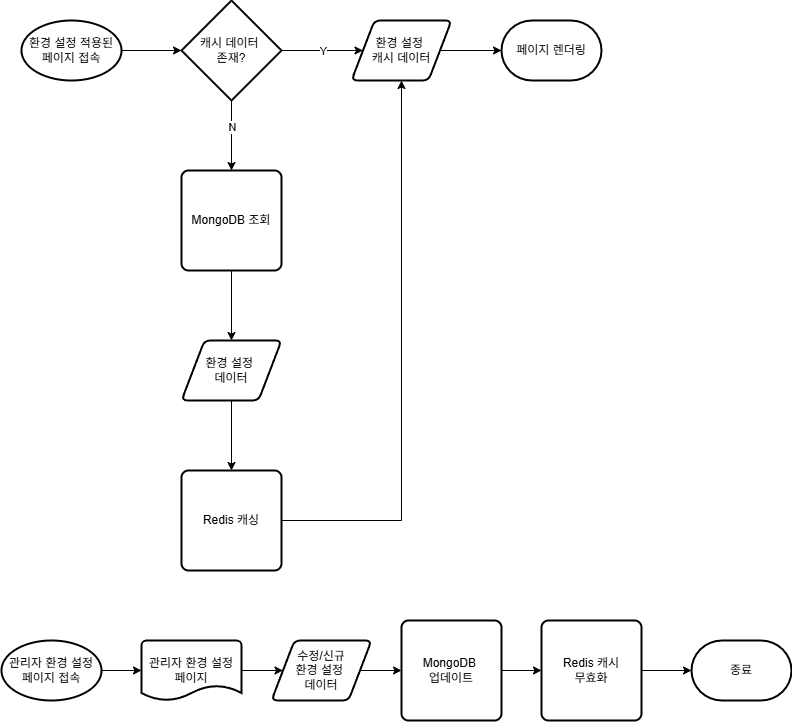 환경 설정 적용된
페이지 접속
캐시 데이터
존재?
Y
환경 설정
캐시 데이터
페이지 렌더링
N
MongoDB 조회
환경 설정
데이터
Redis 캐싱
관리자 환경 설정
페이지 접속
관리자 환경 설정
페이지
수정/신규
환경 설정
데이터
MongoDB
업데이트
Redis 캐시
무효화
종료